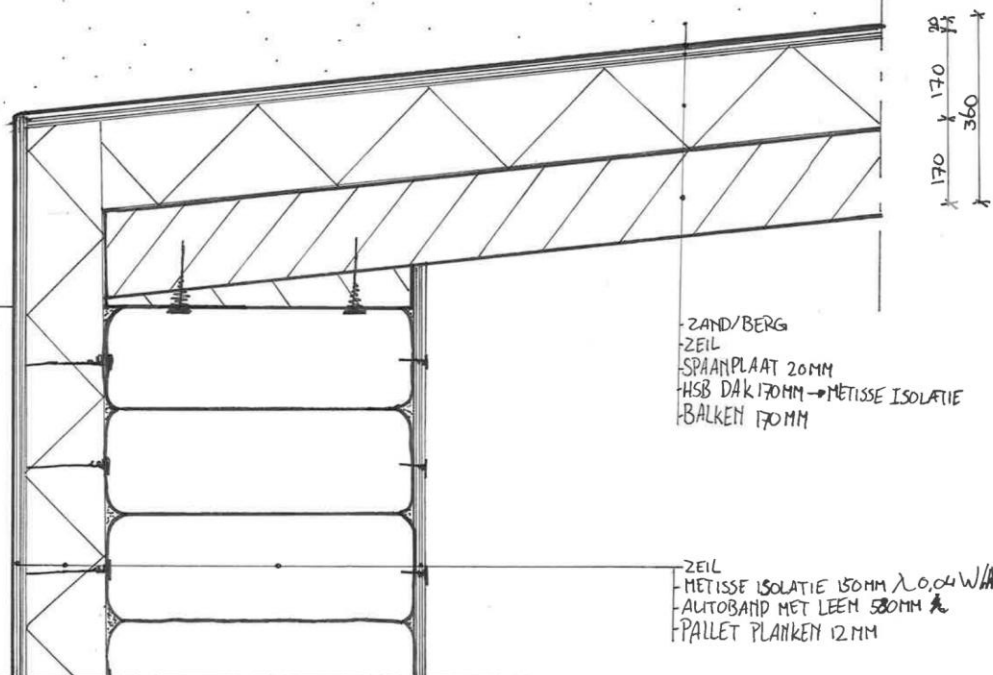 20
170
170
360
-ZAND/BERG
-ZEIL
-SPAANPLAAT 20MM
-HSB DAK 170MM → METISSE ISOLATIE
-BALKEN 170MM
-ZEIL
-METISSE ISOLATIE 150MM λ 0,04 W/
-AUTOBAND MET LEEM 580MM
-PALLET PLANKEN 12MM